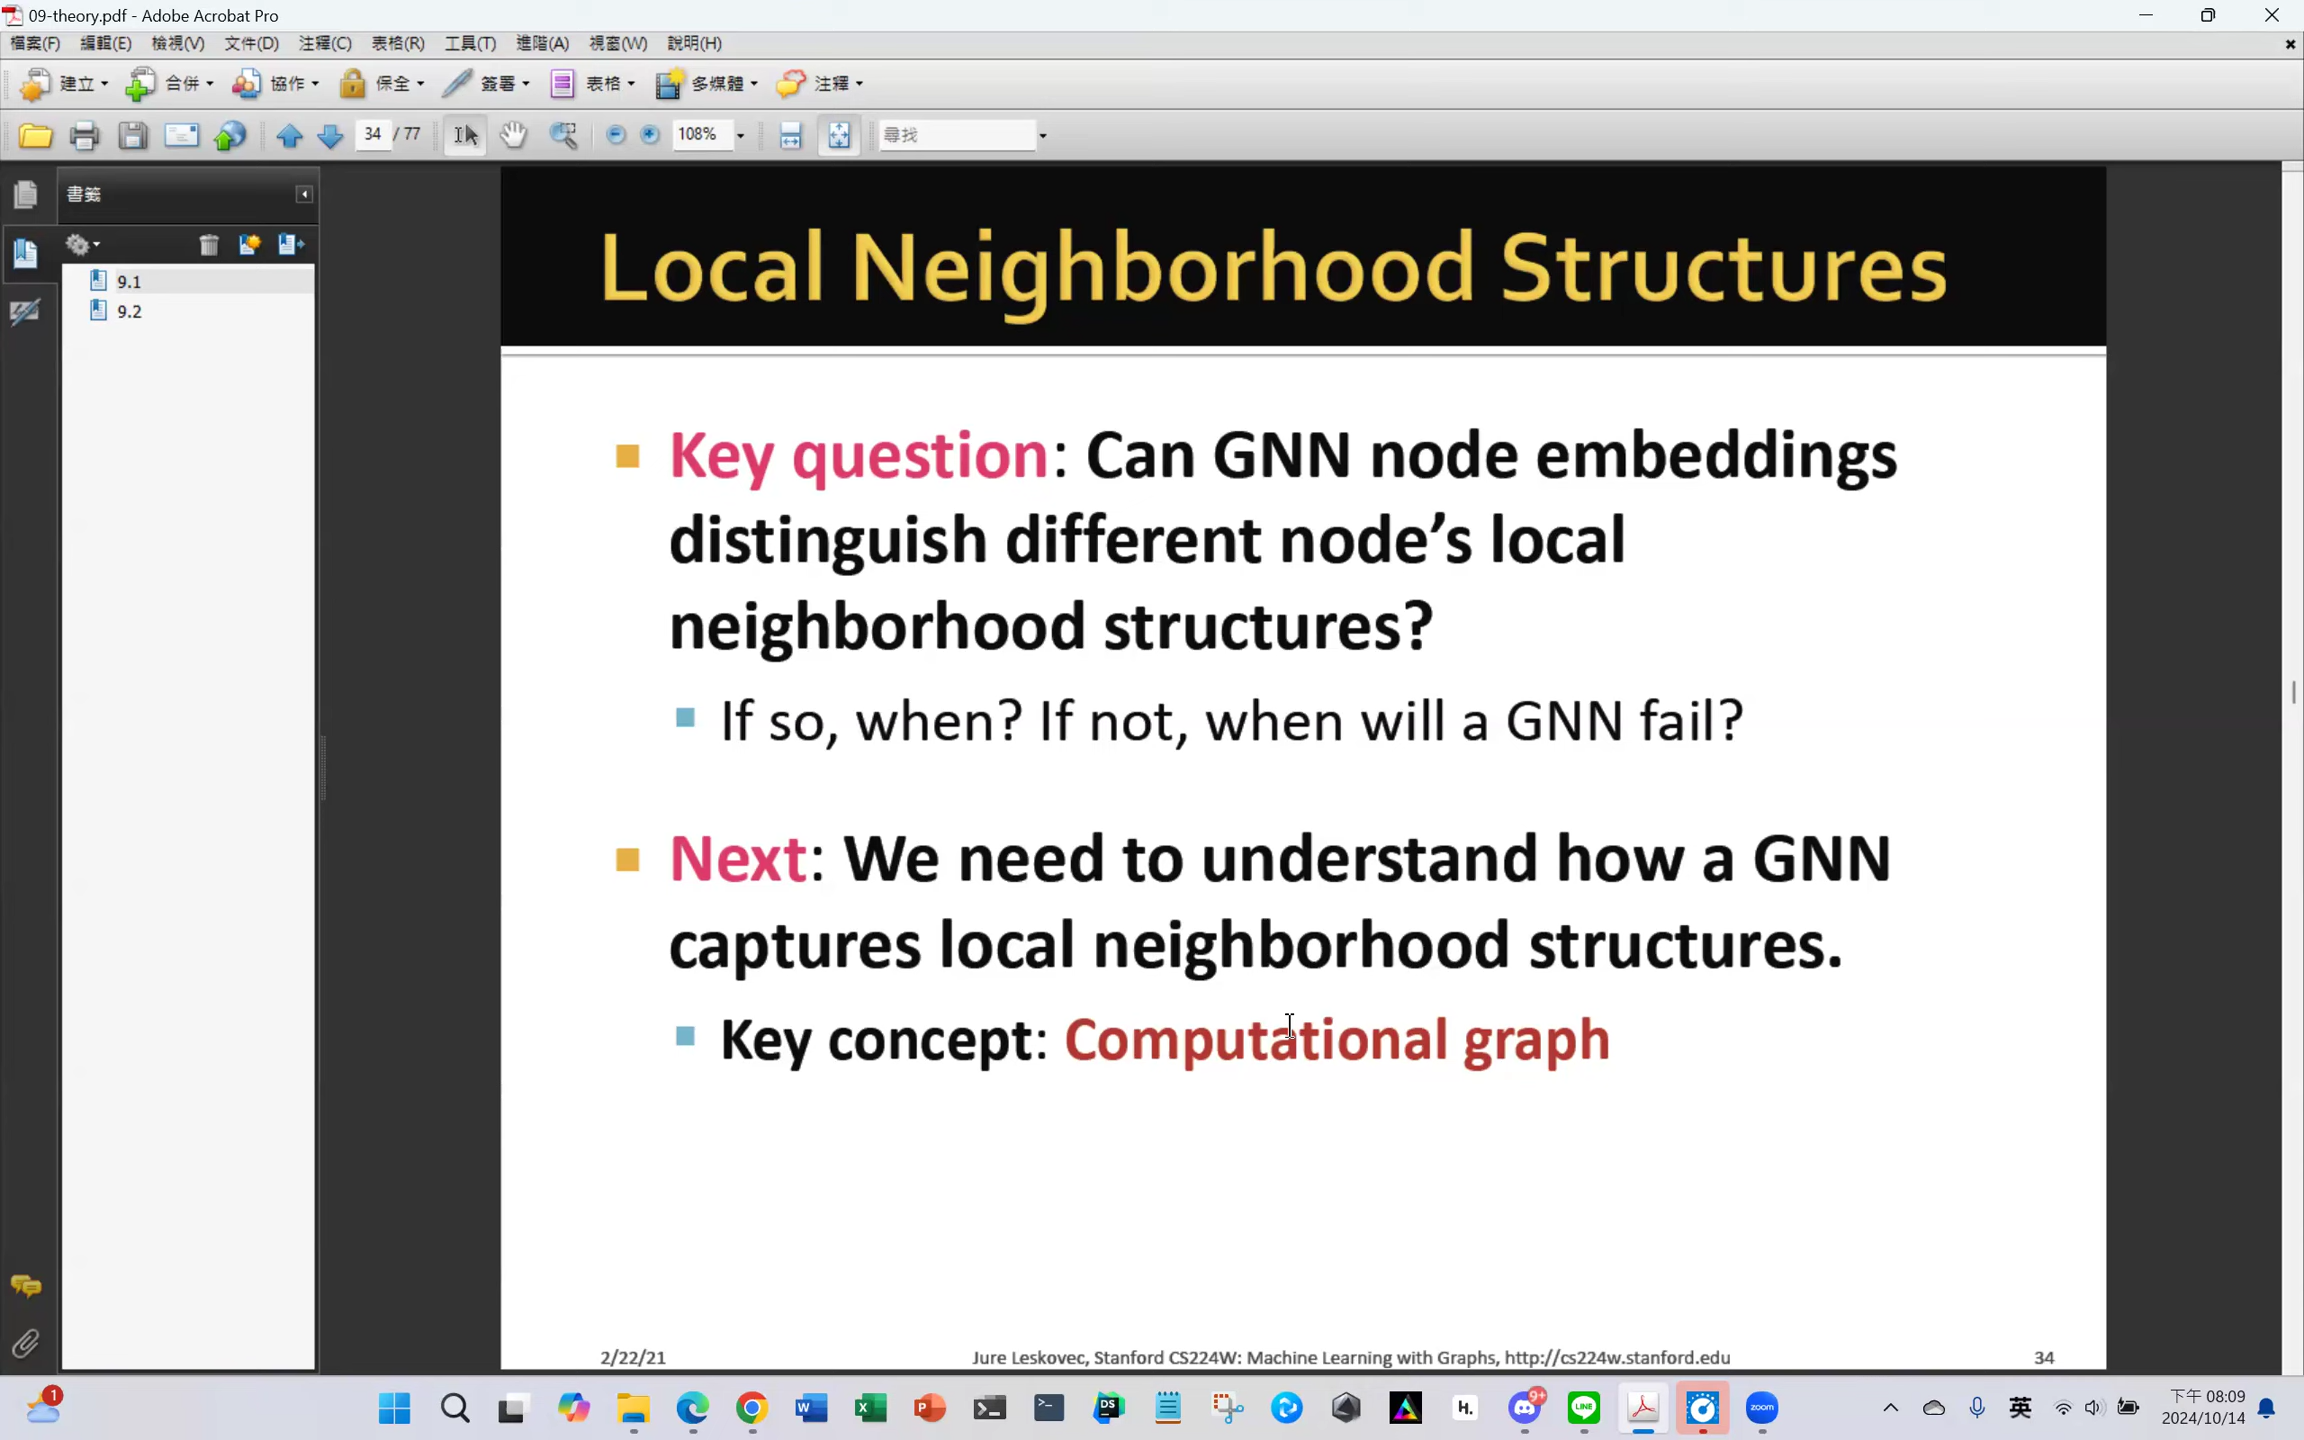 09-theory.pdf - Adobe Acrobat Pro
檔案(F) 編輯(E) 檢視(V) 文件(D) 注釋(C) 表格(R) 工具(T) 進階(A) 視窗(W) 說明(H)
建立 合併 協作 保全 簽署 表格 多媒體 注釋
34 / 77 108% 尋找
書籤
9.1
9.2
Local Neighborhood Structures
Key question: Can GNN node embeddings
distinguish different node’s local
neighborhood structures?
If so, when? If not, when will a GNN fail?
Next: We need to understand how a GNN
captures local neighborhood structures.
Key concept: Computational graph
2/22/21 Jure Leskovec, Stanford CS224W: Machine Learning with Graphs, http://cs224w.stanford.edu 34
1 DS H. 9+ LINE zoom 英 下午 08:09
2024/10/14